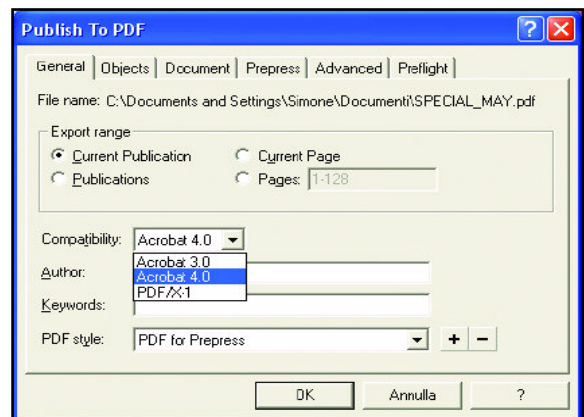 Publish To PDF
General Objects Document Prepress Advanced Preflight
File name: C:\Documents and Settings\Simone\Documenti\SPECIAL_MAY.pdf
Export range
Current Publication Current Page
Publications Pages: 1-128
Compatibility: Acrobat 4.0
Acrobat 3.0
Author: Acrobat 4.0
PDF/X-1
Keywords:
PDF style: PDF for Prepress + −
OK Annulla ?